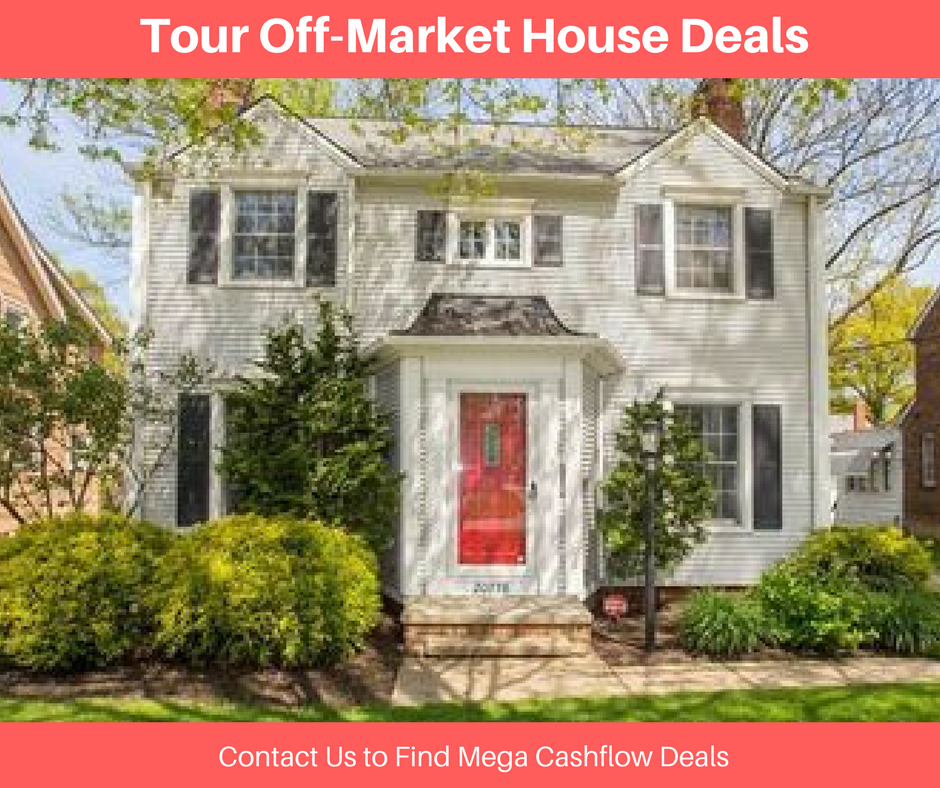 Tour Off-Market House Deals
Contact Us to Find Mega Cashflow Deals